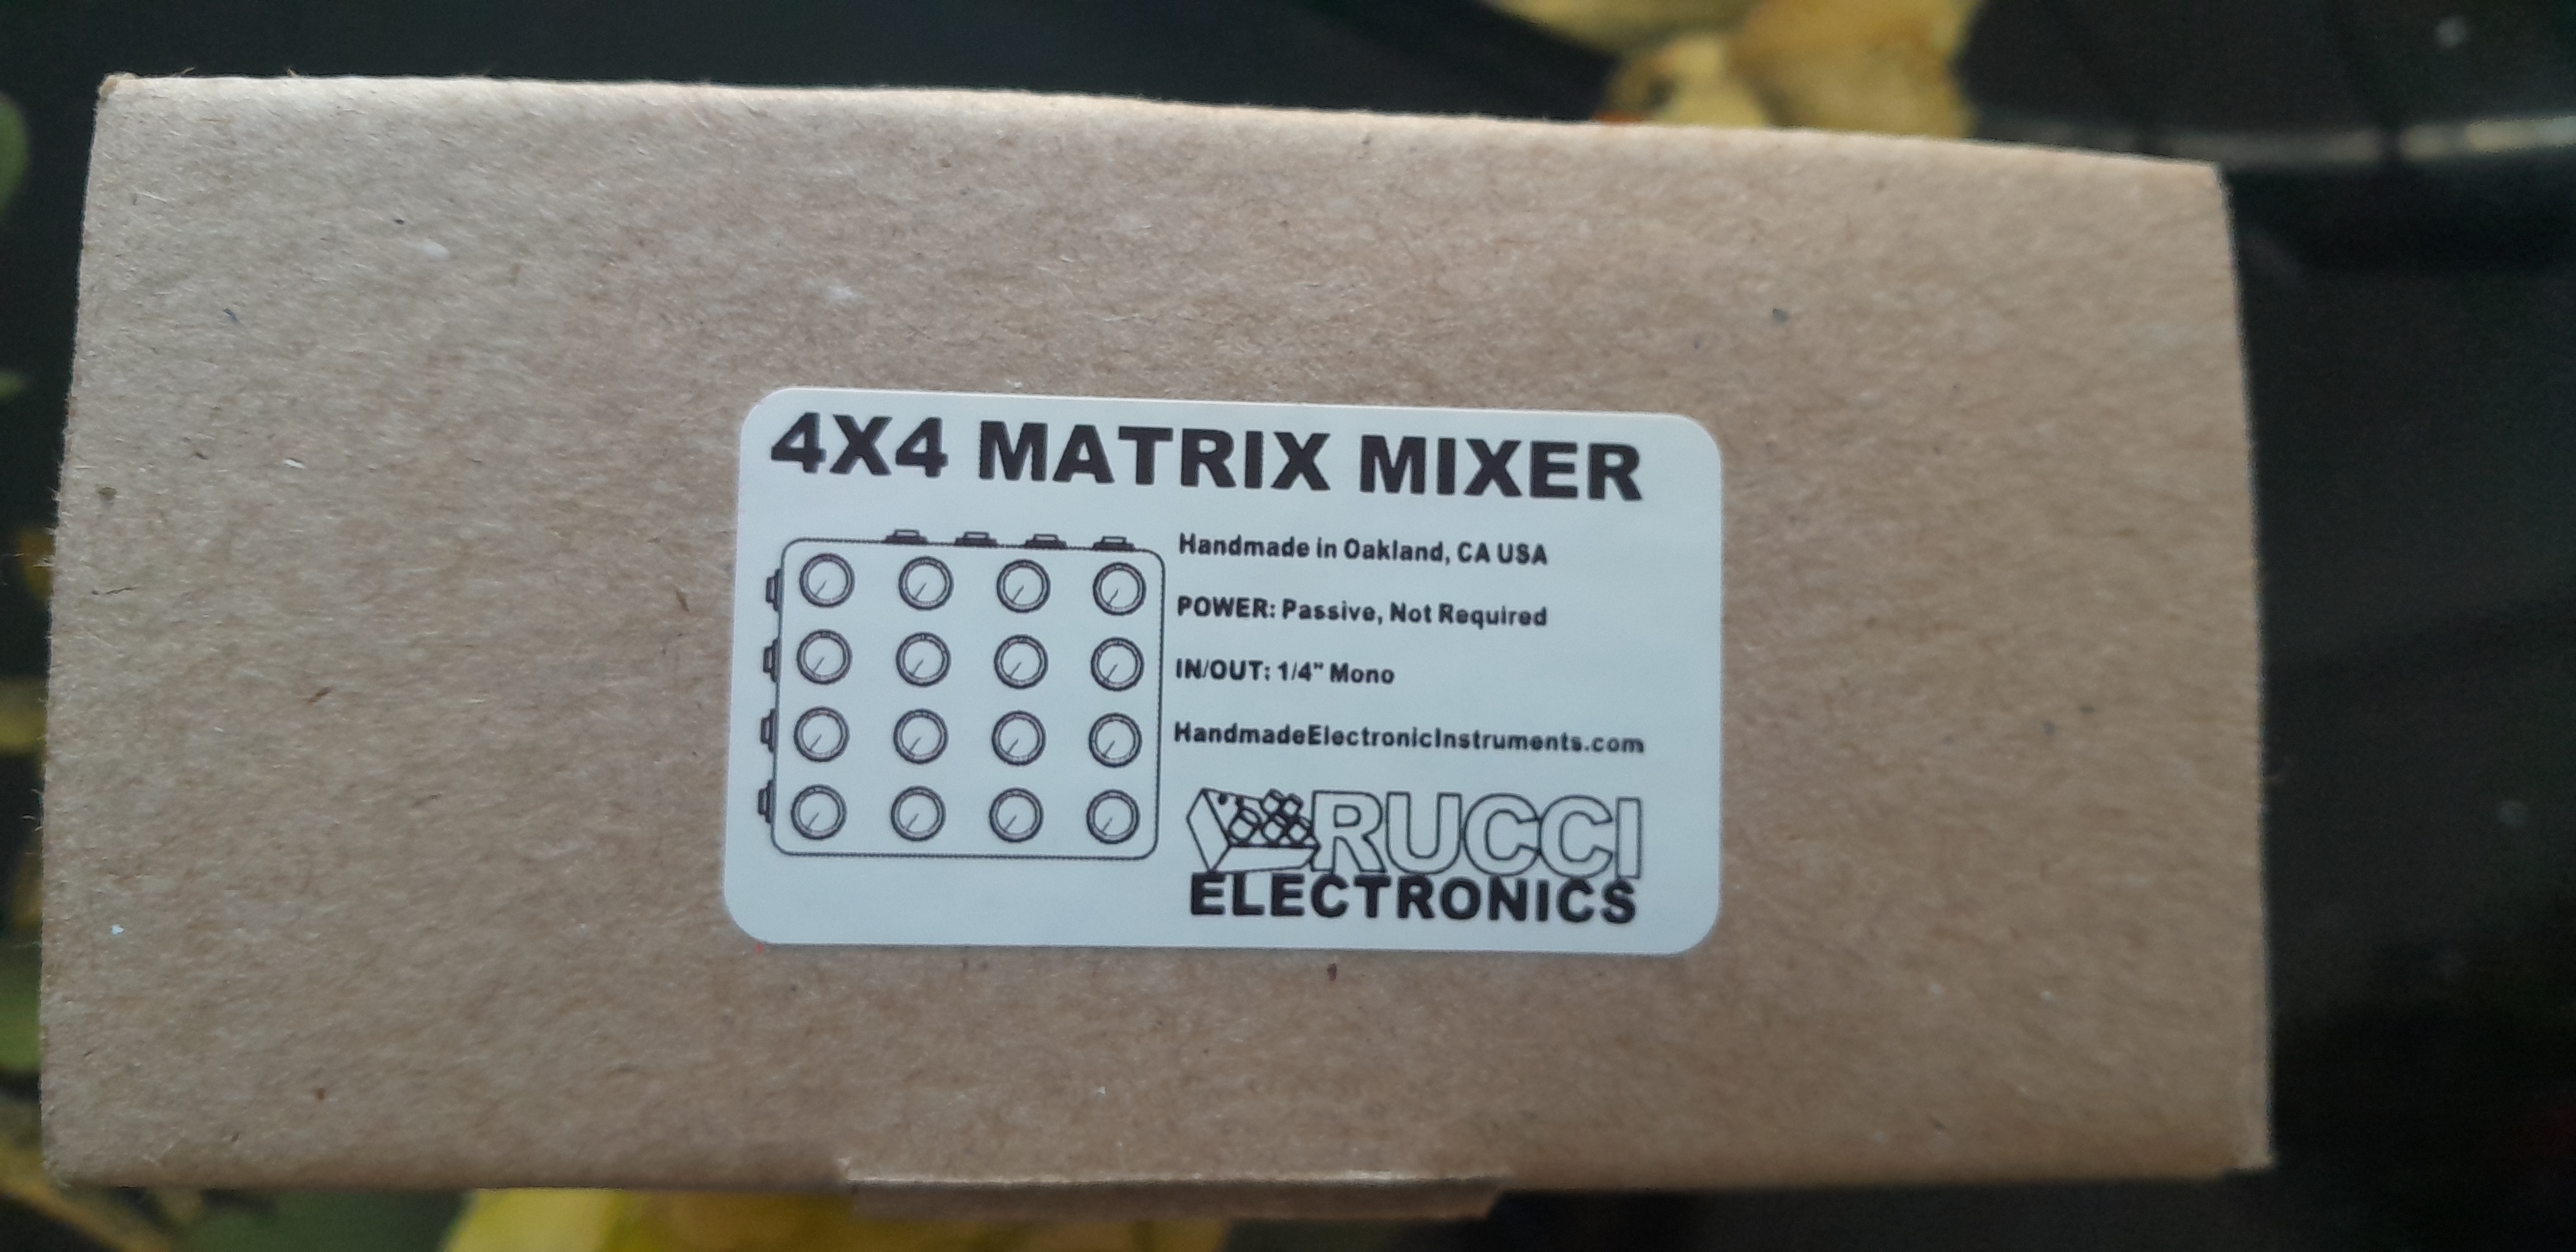 4X4 MATRIX MIXER
Handmade in Oakland, CA USA
POWER: Passive, Not Required
IN/OUT: 1/4" Mono
HandmadeElectronicInstruments.com
RUCCI
ELECTRONICS